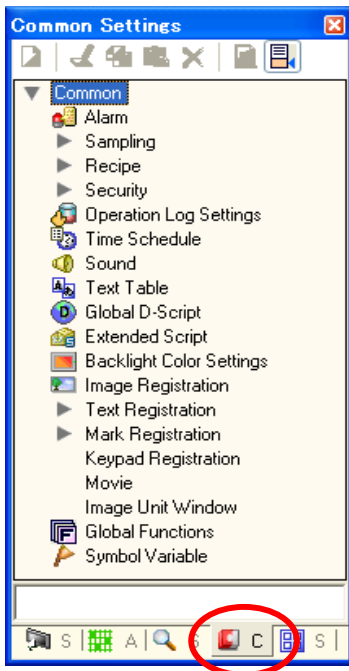 Common Settings
Common
Alarm
Sampling
Recipe
Security
Operation Log Settings
Time Schedule
Sound
Text Table
Global D-Script
Extended Script
Backlight Color Settings
Image Registration
Text Registration
Mark Registration
Keypad Registration
Movie
Image Unit Window
Global Functions
Symbol Variable
S A S C S